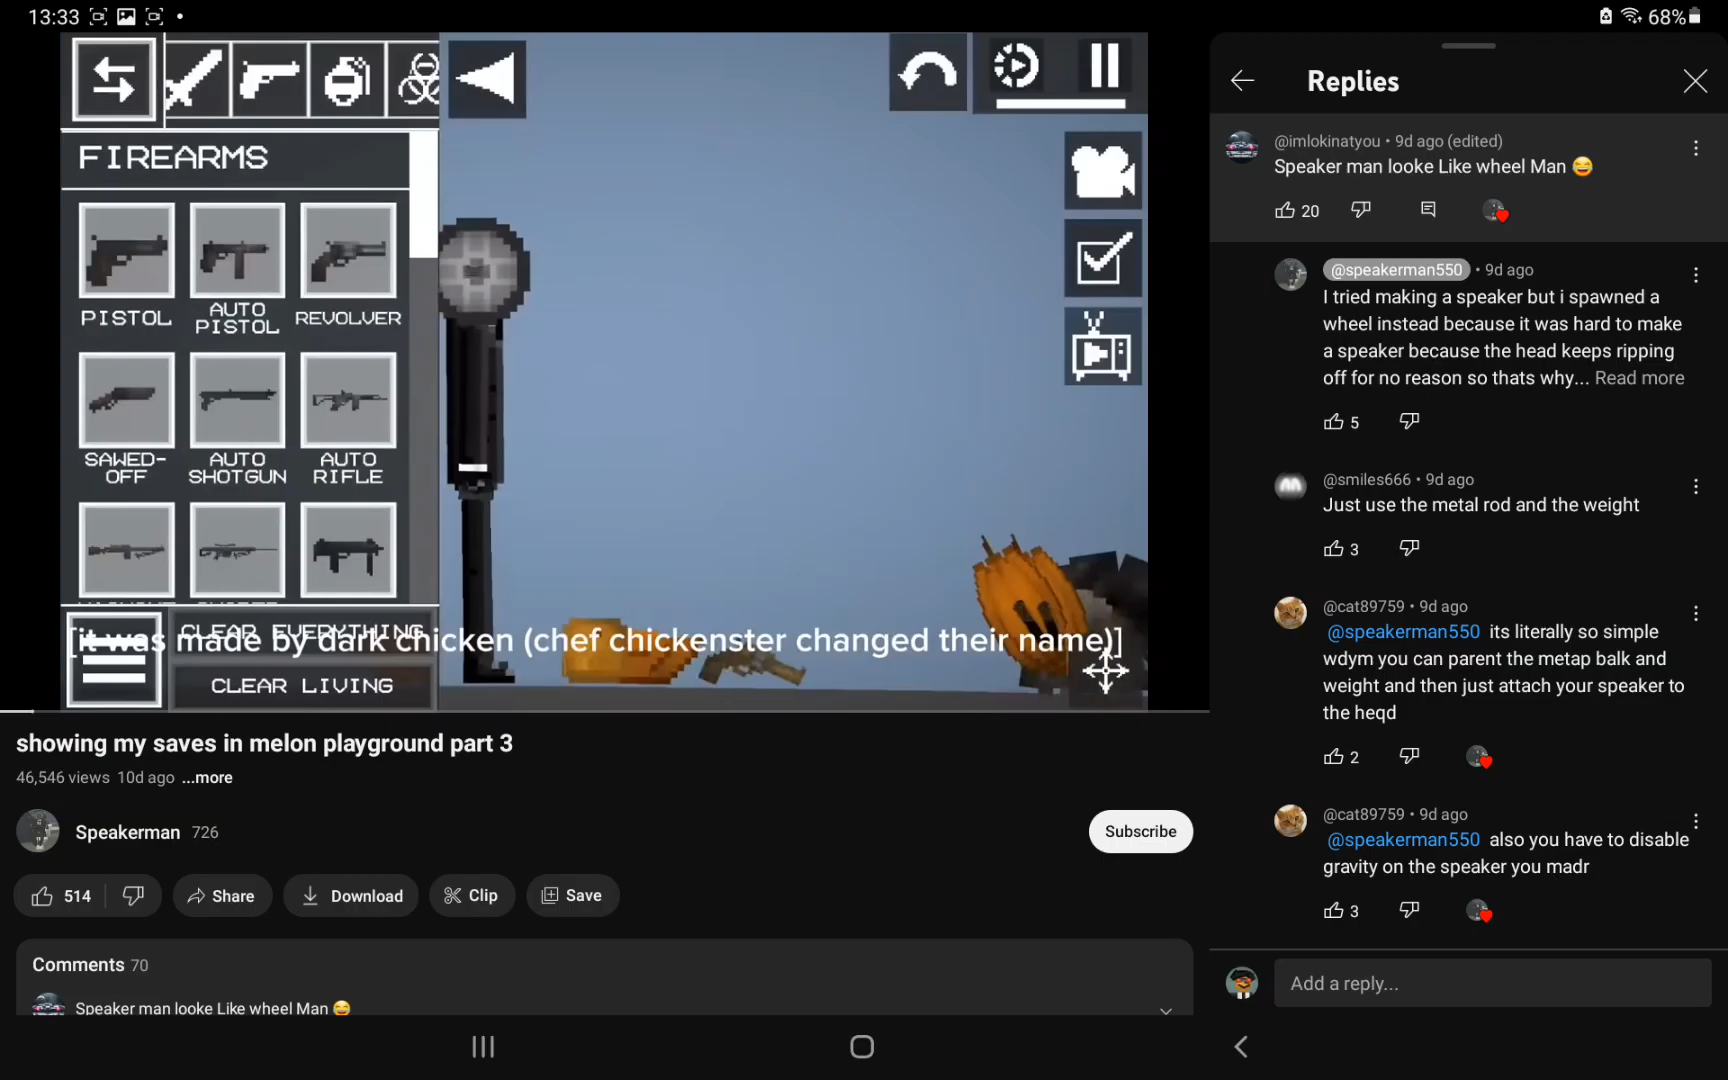 13:33
68%
FIREARMS
PISTOL
AUTO
PISTOL
REVOLVER
SAWED-
OFF
AUTO
SHOTGUN
AUTO
RIFLE
CLEAR EVERYTHING
[it was made by dark chicken (chef chickenster changed their name)]
CLEAR LIVING
showing my saves in melon playground part 3
46,546 views 10d ago ...more
Speakerman 726
Subscribe
514
Share
Download
Clip
Save
Comments 70
Speaker man looke Like wheel Man 😂
Replies
@imlokinatyou • 9d ago (edited)
Speaker man looke Like wheel Man 😂
20
@speakerman550 • 9d ago
I tried making a speaker but i spawned a
wheel instead because it was hard to make
a speaker because the head keeps ripping
off for no reason so thats why... Read more
5
@smiles666 • 9d ago
Just use the metal rod and the weight
3
@cat89759 • 9d ago
@speakerman550 its literally so simple
wdym you can parent the metap balk and
weight and then just attach your speaker to
the heqd
2
@cat89759 • 9d ago
@speakerman550 also you have to disable
gravity on the speaker you madr
3
Add a reply...